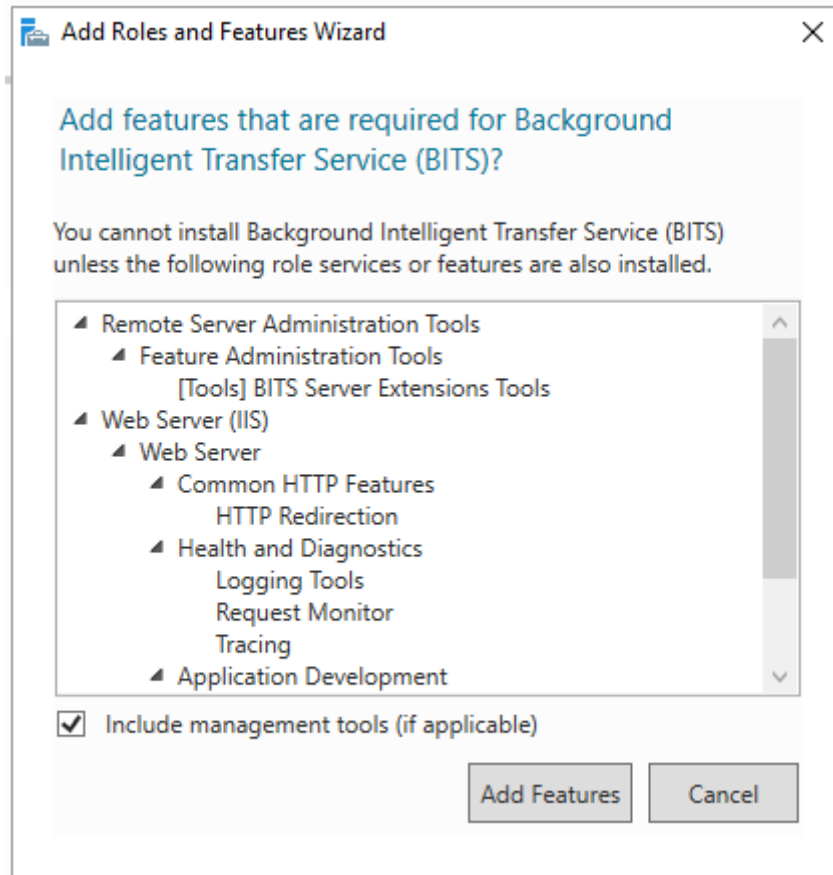 Add Roles and Features Wizard
Add features that are required for Background
Intelligent Transfer Service (BITS)?
You cannot install Background Intelligent Transfer Service (BITS)
unless the following role services or features are also installed.
Remote Server Administration Tools
Feature Administration Tools
[Tools] BITS Server Extensions Tools
Web Server (IIS)
Web Server
Common HTTP Features
HTTP Redirection
Health and Diagnostics
Logging Tools
Request Monitor
Tracing
Application Development
Include management tools (if applicable)
Add Features Cancel